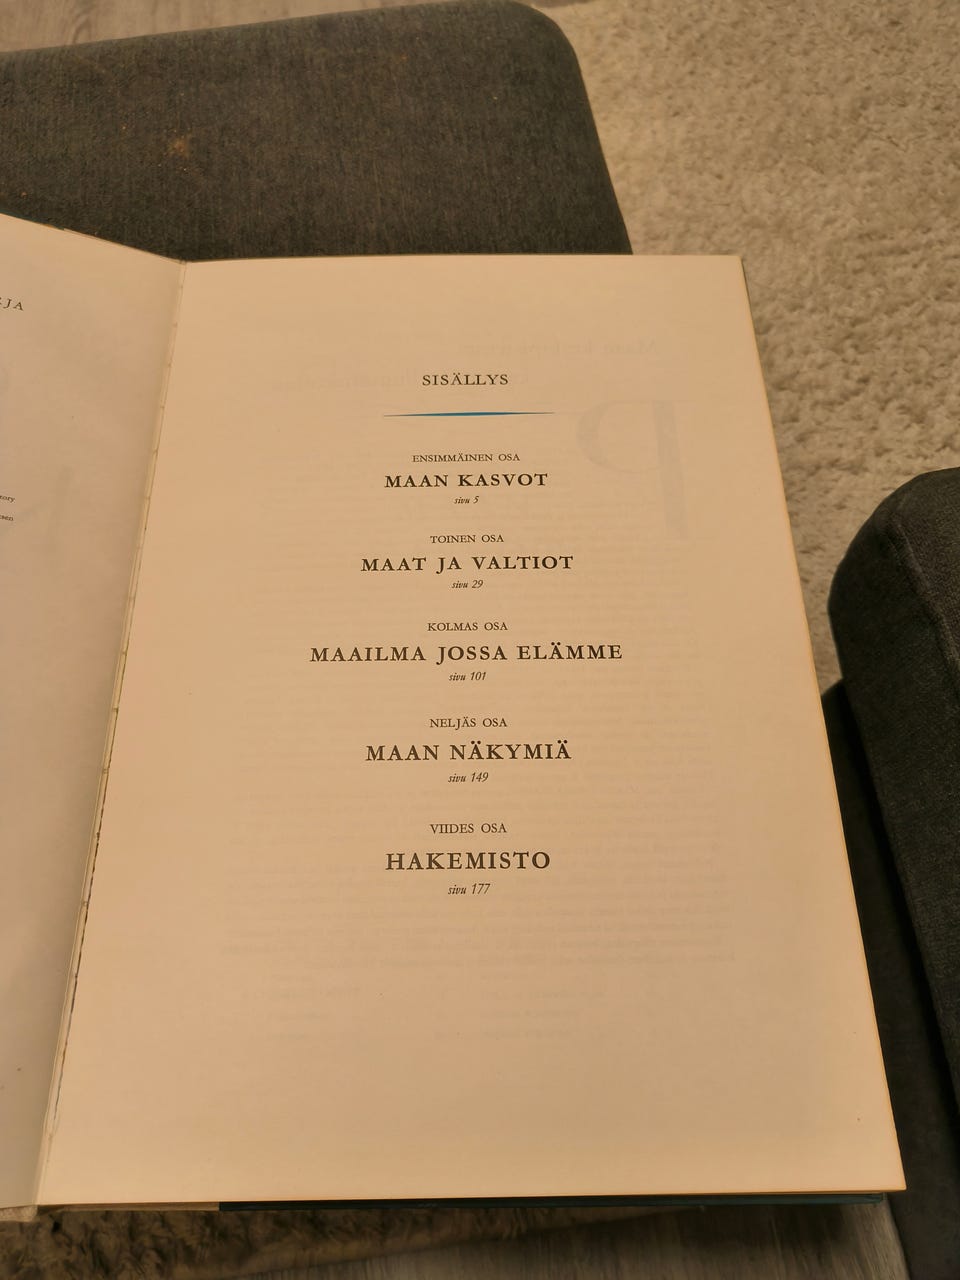 SISÄLLYS
ENSIMMÄINEN OSA
MAAN KASVOT
sivu 5
TOINEN OSA
MAAT JA VALTIOT
sivu 29
KOLMAS OSA
MAAILMA JOSSA ELÄMME
sivu 101
NELJÄS OSA
MAAN NÄKYMIÄ
sivu 149
VIIDES OSA
HAKEMISTO
sivu 177